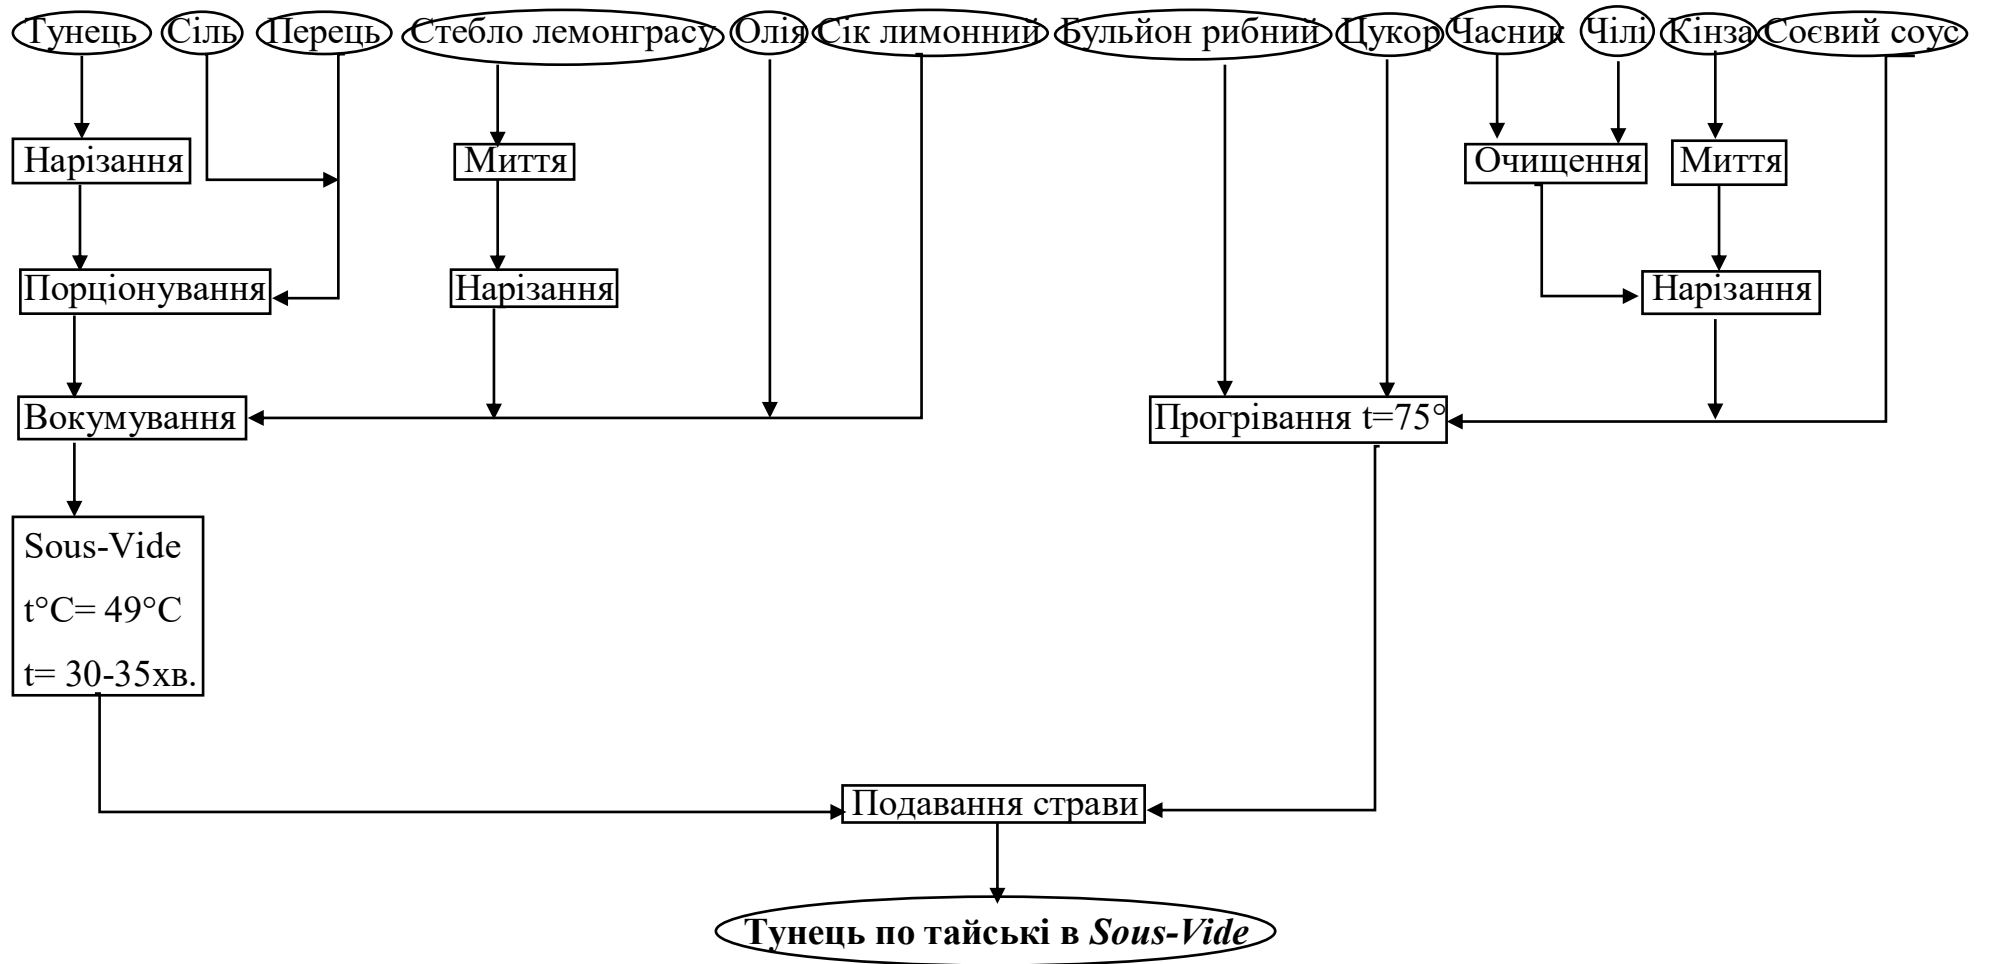 Тунець Сіль Перець Стебло лемонграсу Олія Сік лимонний Бульйон рибний Цукор Часник Чілі Кінза Соєвий соус
Нарізання Миття Очищення Миття
Порціонування Нарізання Нарізання
Вокумування Прогрівання t=75°
Sous-Vide
t°C= 49°C
t= 30-35хв.
Подавання страви
Тунець по тайські в Sous-Vide